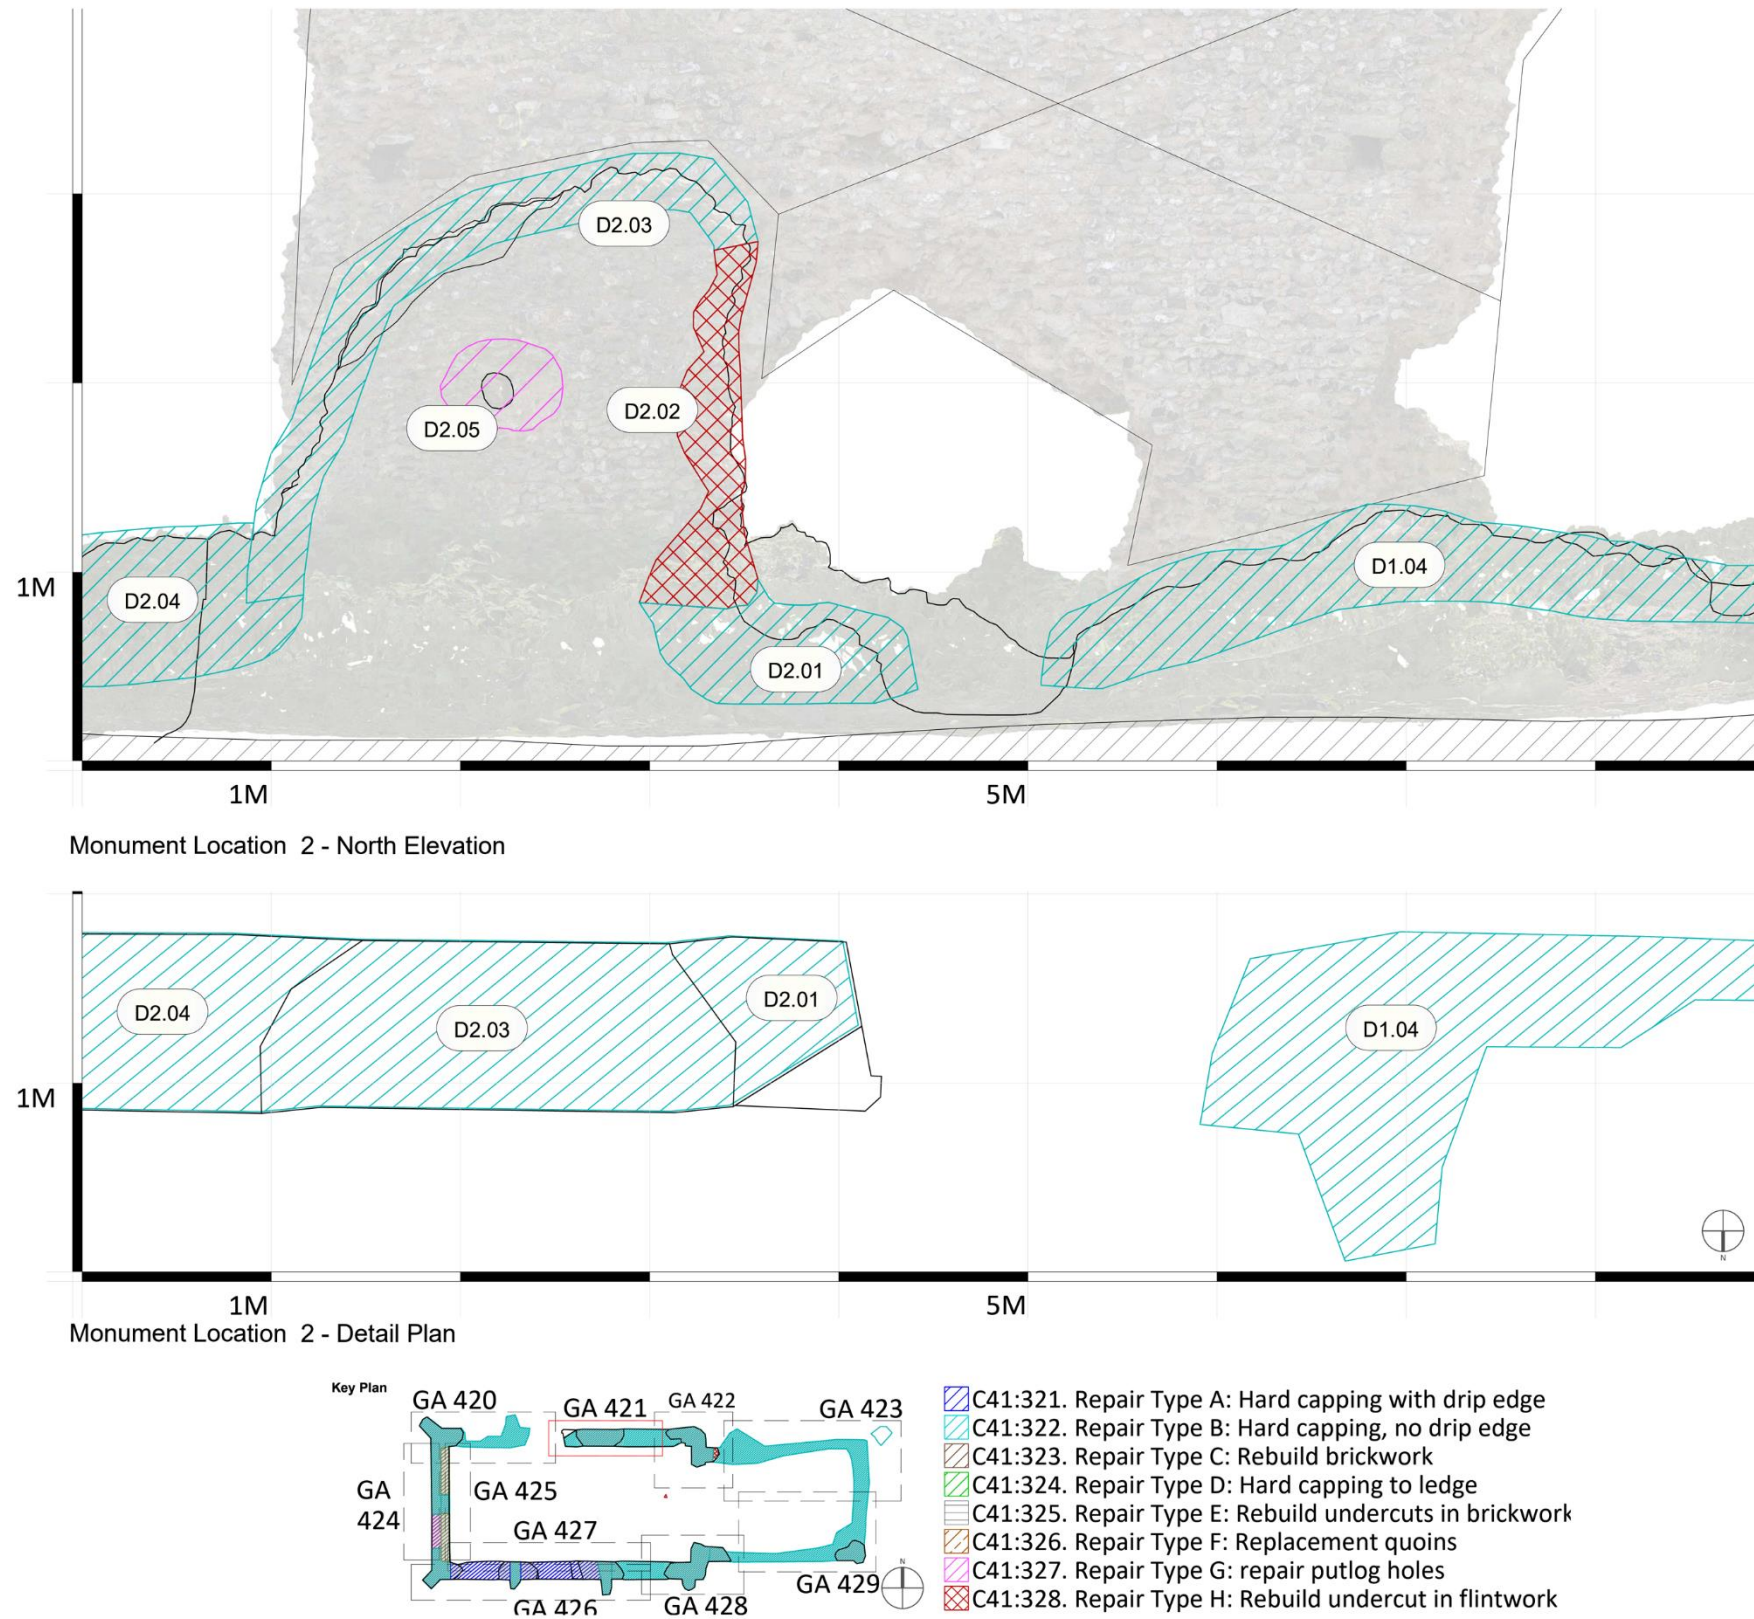 D2.03
D2.02
D2.05
D1.04
1M
D2.04
D2.01
1M
5M
Monument Location 2 - North Elevation
D2.04
D2.03
D2.01
D1.04
1M
N
1M
5M
Monument Location 2 - Detail Plan
Key Plan
GA 420
GA 421
GA 422
GA 423
GA
424
GA 425
GA 427
GA 426
GA 428
GA 429
N
C41:321. Repair Type A: Hard capping with drip edge
C41:322. Repair Type B: Hard capping, no drip edge
C41:323. Repair Type C: Rebuild brickwork
C41:324. Repair Type D: Hard capping to ledge
C41:325. Repair Type E: Rebuild undercuts in brickwork
C41:326. Repair Type F: Replacement quoins
C41:327. Repair Type G: repair putlog holes
C41:328. Repair Type H: Rebuild undercut in flintwork